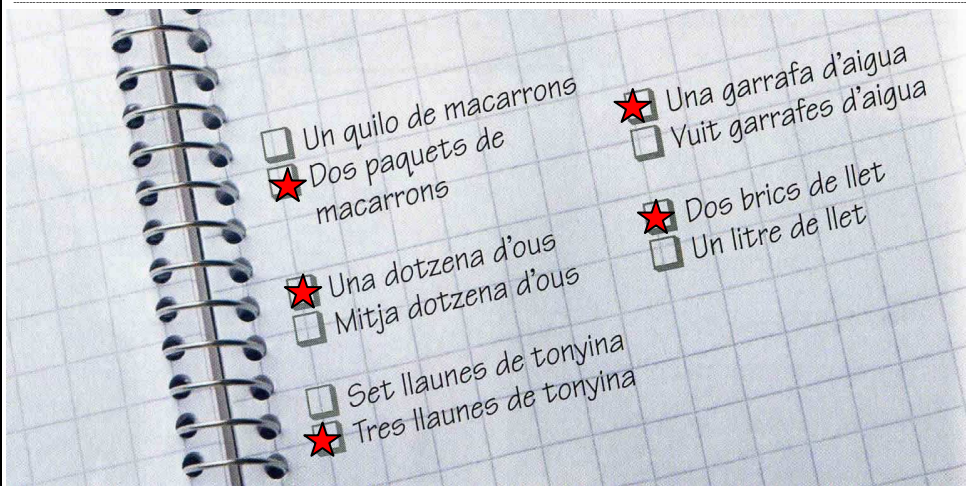 Un quilo de macarrons
Dos paquets de
macarrons
Una dotzena d'ous
Mitja dotzena d'ous
Set llaunes de tonyina
Tres llaunes de tonyina
Una garrafa d'aigua
Vuit garrafes d'aigua
Dos brics de llet
Un litre de llet